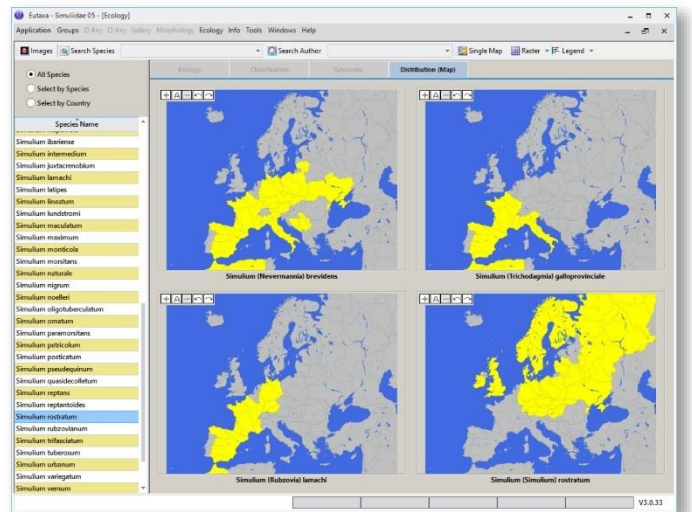 Eutaxa - Simuliidae 05 - [Ecology]
Application Groups D-Key Q-Key Gallery Morphology Ecology Info Tools Windows Help
Images Search Species Search Author Single Map Raster Legend
All Species
Select by Species
Select by Country
Ecology Classification Synonyms Distribution (Map)
Species Name
Simulium ibariense
Simulium intermedium
Simulium juxtacrenobium
Simulium lamachi
Simulium latipes
Simulium lineatum
Simulium lundstromi
Simulium maculatum
Simulium maximum
Simulium monticola
Simulium morsitans
Simulium naturale
Simulium nigrum
Simulium noelleri
Simulium oligotuberculatum
Simulium ornatum
Simulium paramorsitans
Simulium petricolum
Simulium posticatum
Simulium pseudequinum
Simulium quasidecolletum
Simulium reptans
Simulium reptantoides
Simulium rostratum
Simulium rubzovianum
Simulium trifasciatum
Simulium tuberosum
Simulium urbanum
Simulium variegatum
Simulium vernum
A
A
Simulium (Nevermannia) brevidens
Simulium (Trichodagmia) galloprovinciale
A
A
Simulium (Rubzovia) lamachi
Simulium (Simulium) rostratum
V3.0.33